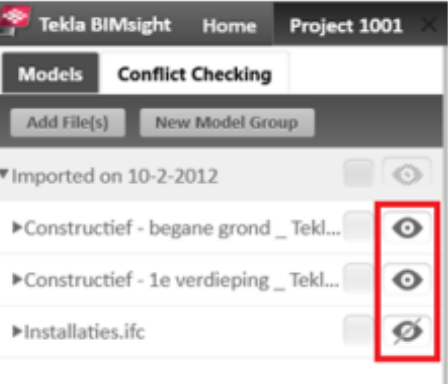 Tekla BIMsight Home Project 1001
Models Conflict Checking
Add File(s) New Model Group
Imported on 10-2-2012
Constructief - begane grond _ Tekl...
Constructief - 1e verdieping _ Tekl...
Installaties.ifc